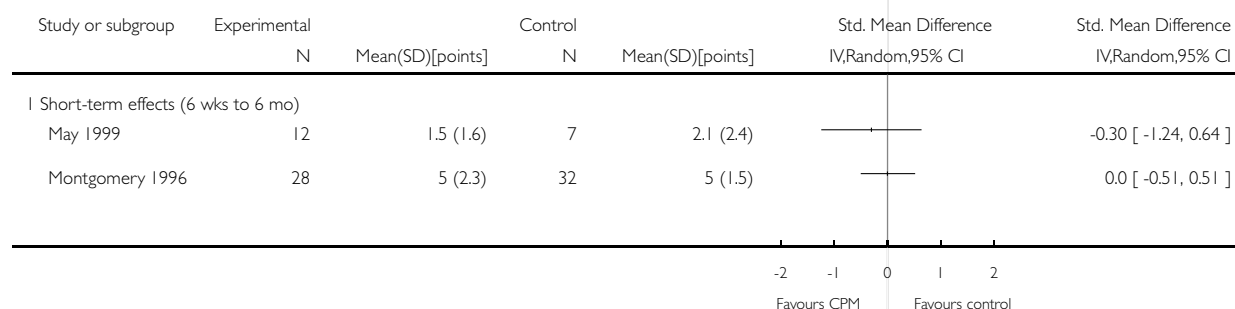 Study or subgroup Experimental Control Std. Mean Difference Std. Mean Difference
N Mean(SD)[points] N Mean(SD)[points] IV,Random,95% CI IV,Random,95% CI
1 Short-term effects (6 wks to 6 mo)
May 1999 12 1.5 (1.6) 7 2.1 (2.4) -0.30 [ -1.24, 0.64 ]
Montgomery 1996 28 5 (2.3) 32 5 (1.5) 0.0 [ -0.51, 0.51 ]
-2 -1 0 1 2
Favours CPM Favours control